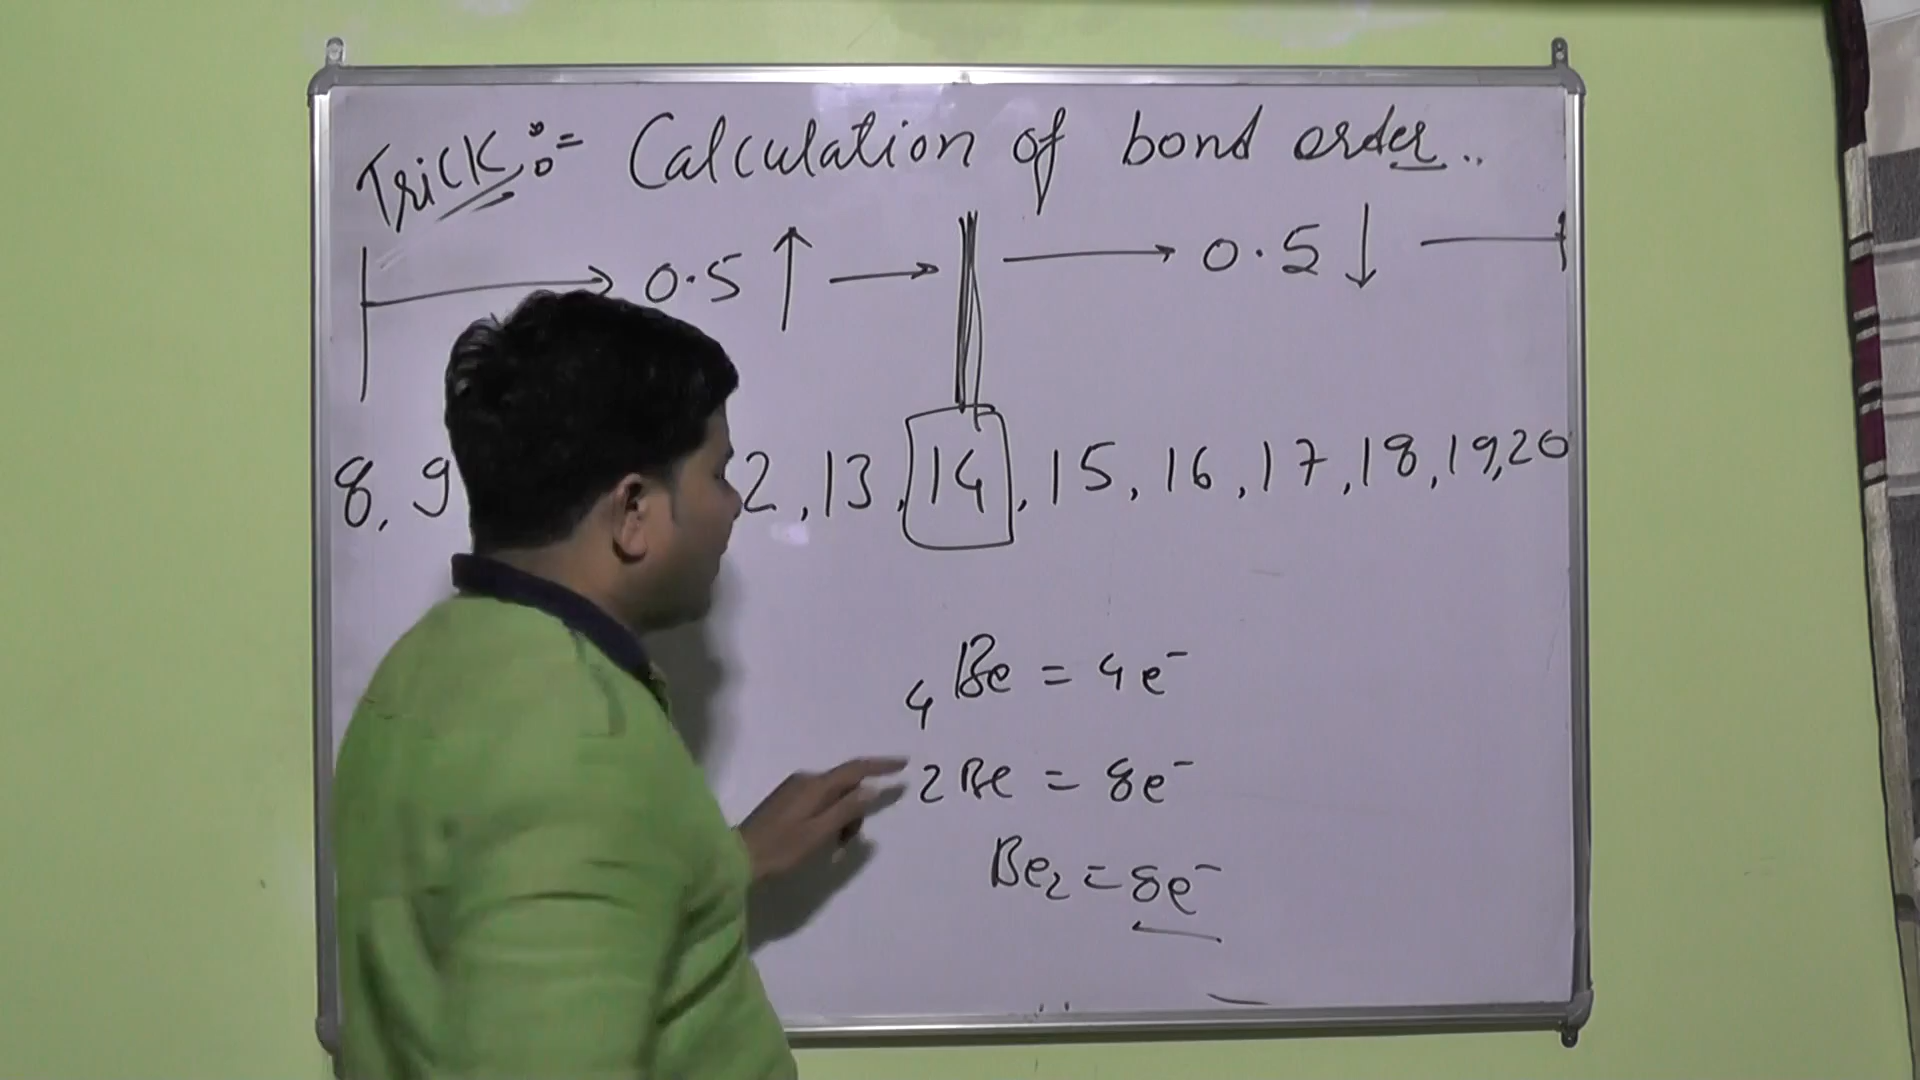 Trick := Calculation of bond order..
→ 0.5 ↑ → → 0.5 ↓
8, 9 2, 13, 14, 15, 16, 17, 18, 19, 20
4Be = 4e⁻
2Be = 8e⁻
Be₂ = 8e⁻